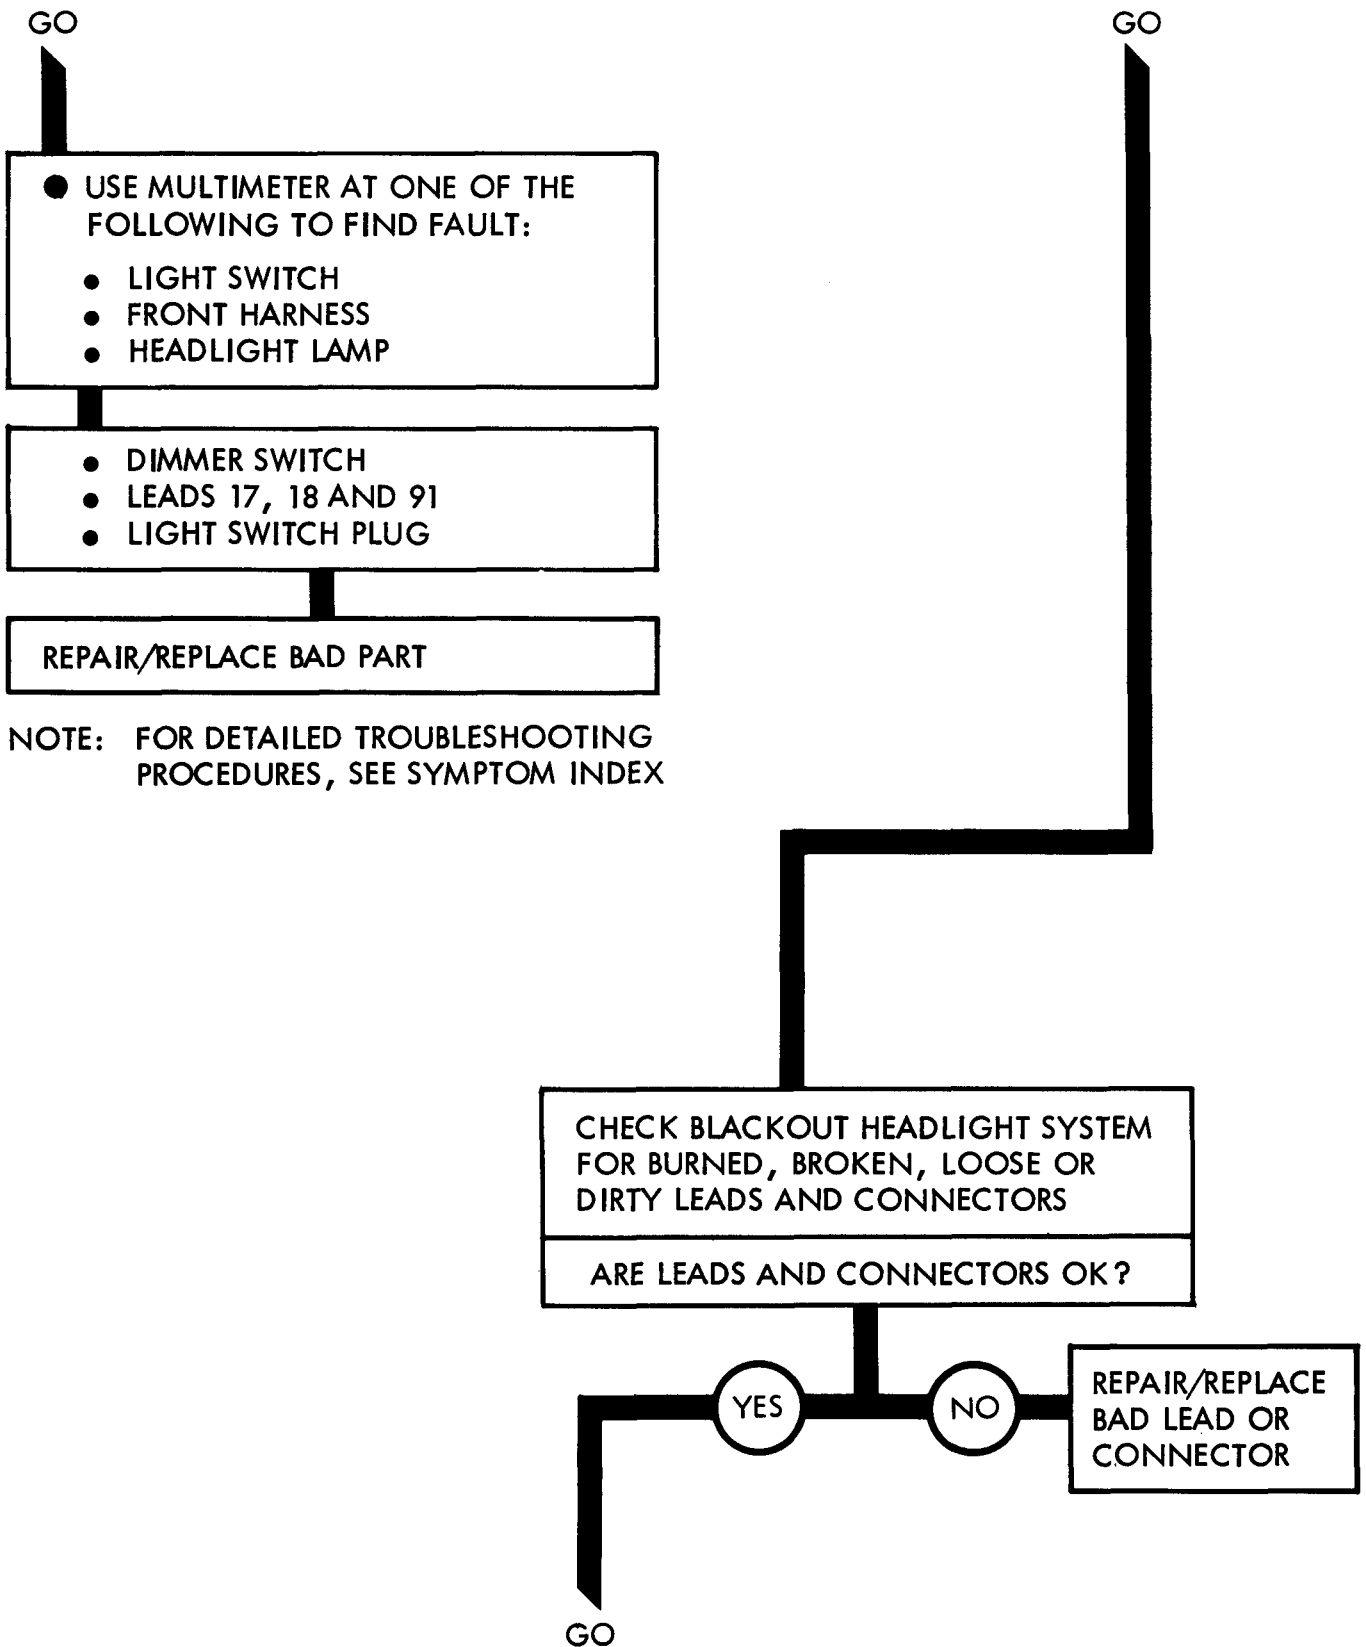 GO
GO
● USE MULTIMETER AT ONE OF THE
FOLLOWING TO FIND FAULT:
● LIGHT SWITCH
● FRONT HARNESS
● HEADLIGHT LAMP
● DIMMER SWITCH
● LEADS 17, 18 AND 91
● LIGHT SWITCH PLUG
REPAIR/REPLACE BAD PART
NOTE: FOR DETAILED TROUBLESHOOTING
PROCEDURES, SEE SYMPTOM INDEX
CHECK BLACKOUT HEADLIGHT SYSTEM
FOR BURNED, BROKEN, LOOSE OR
DIRTY LEADS AND CONNECTORS
ARE LEADS AND CONNECTORS OK?
YES
NO
REPAIR/REPLACE
BAD LEAD OR
CONNECTOR
GO